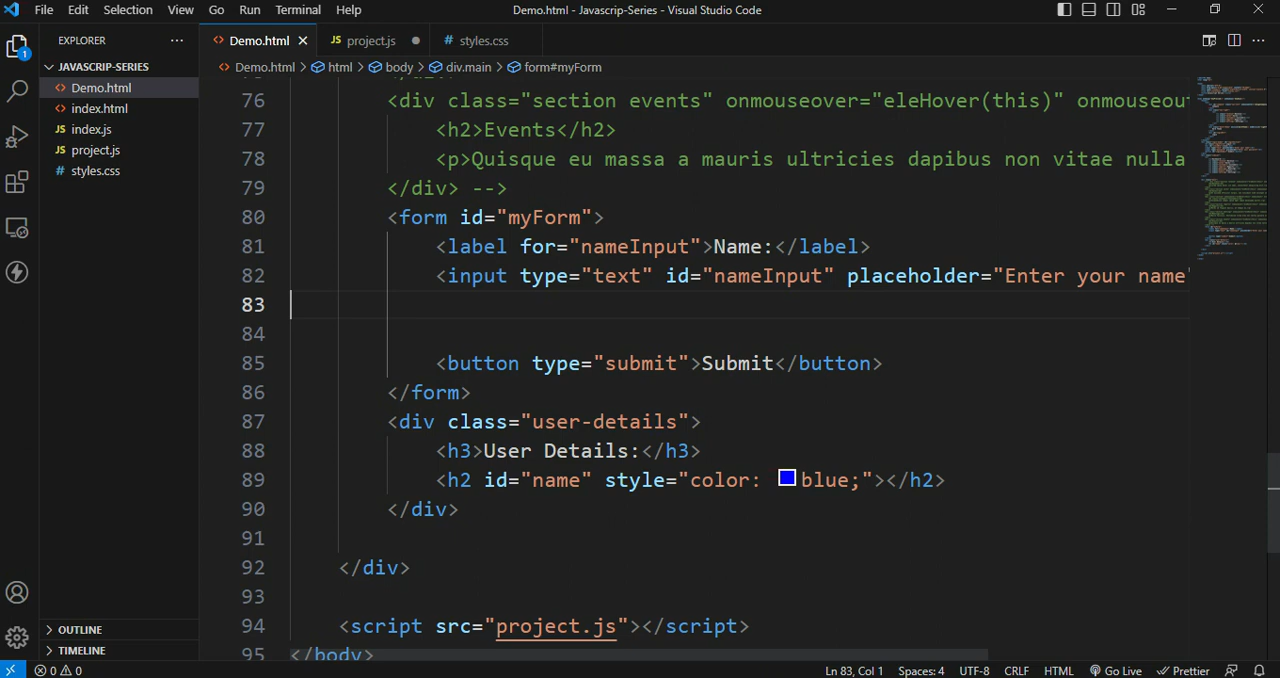 File Edit Selection View Go Run Terminal Help Demo.html - Javascrip-Series - Visual Studio Code
EXPLORER ... Demo.html project.js styles.css
JAVASCRIP-SERIES Demo.html > html > body > div.main > form#myForm
Demo.html
index.html
index.js
project.js
styles.css
1
76 <div class="section events" onmouseover="eleHover(this)" onmouseout
77 <h2>Events</h2>
78 <p>Quisque eu massa a mauris ultricies dapibus non vitae nulla
79 </div> -->
80 <form id="myForm">
81 <label for="nameInput">Name:</label>
82 <input type="text" id="nameInput" placeholder="Enter your name"
83
84
85 <button type="submit">Submit</button>
86 </form>
87 <div class="user-details">
88 <h3>User Details:</h3>
89 <h2 id="name" style="color: blue;"></h2>
90 </div>
91
92 </div>
93
94 <script src="project.js"></script>
95 </body>
OUTLINE
TIMELINE
0 0 Ln 83, Col 1 Spaces: 4 UTF-8 CRLF HTML Go Live Prettier